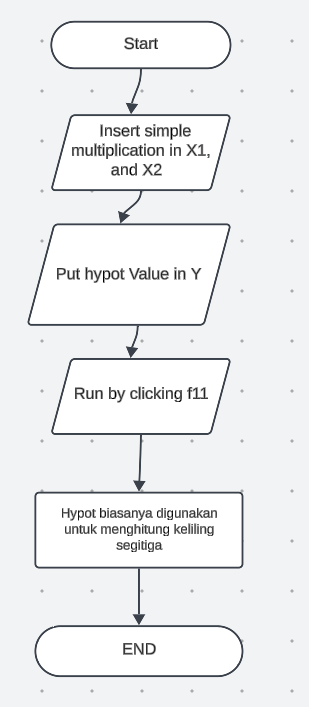 Start
Insert simple
multiplication in X1,
and X2
Put hypot Value in Y
Run by clicking f11
Hypot biasanya digunakan
untuk menghitung keliling
segitiga
END